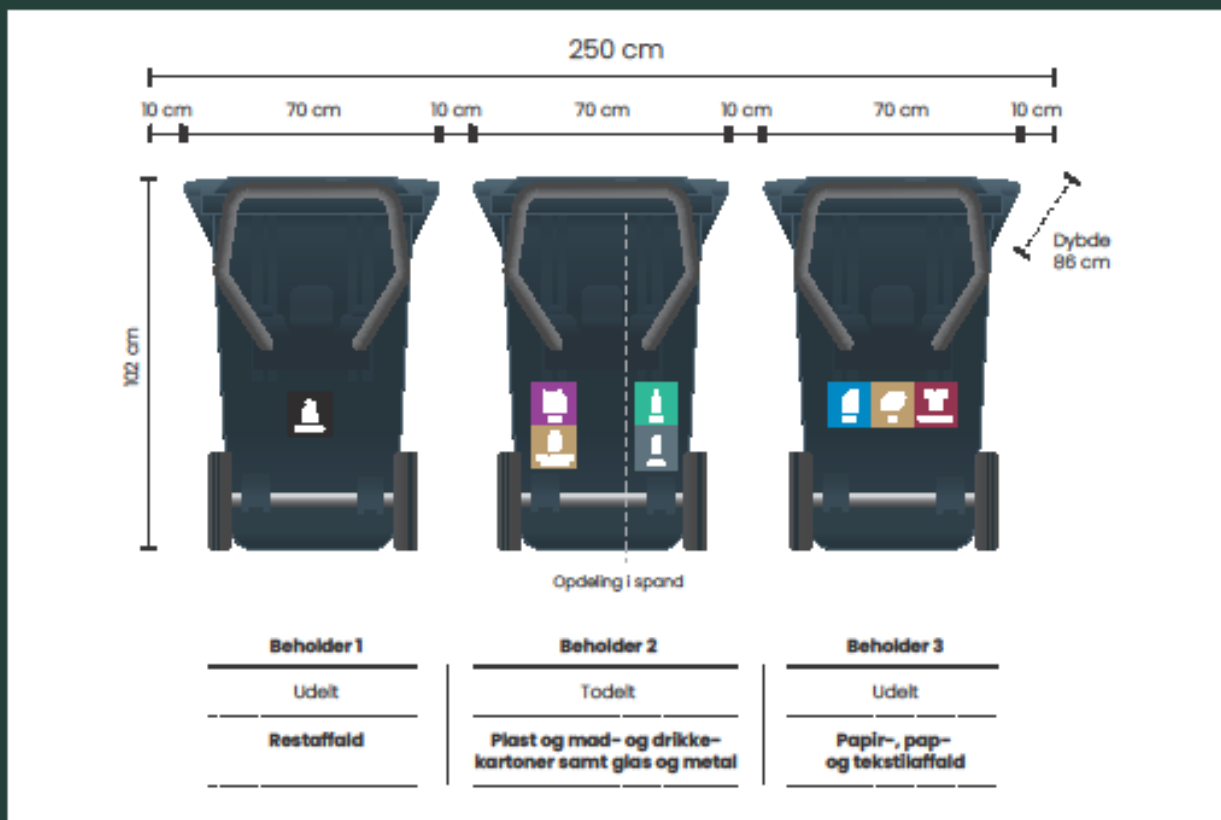 250 cm
10 cm 70 cm 10 cm 70 cm 10 cm 70 cm 10 cm
Dybde
86 cm
102 cm
Opdeling i spand
Beholder 1 Beholder 2 Beholder 3
Udelt Todelt Udelt
Restaffald
Plast og mad- og drikke-
kartoner samt glas og metal
Papir-, pap-
og tekstilaffald